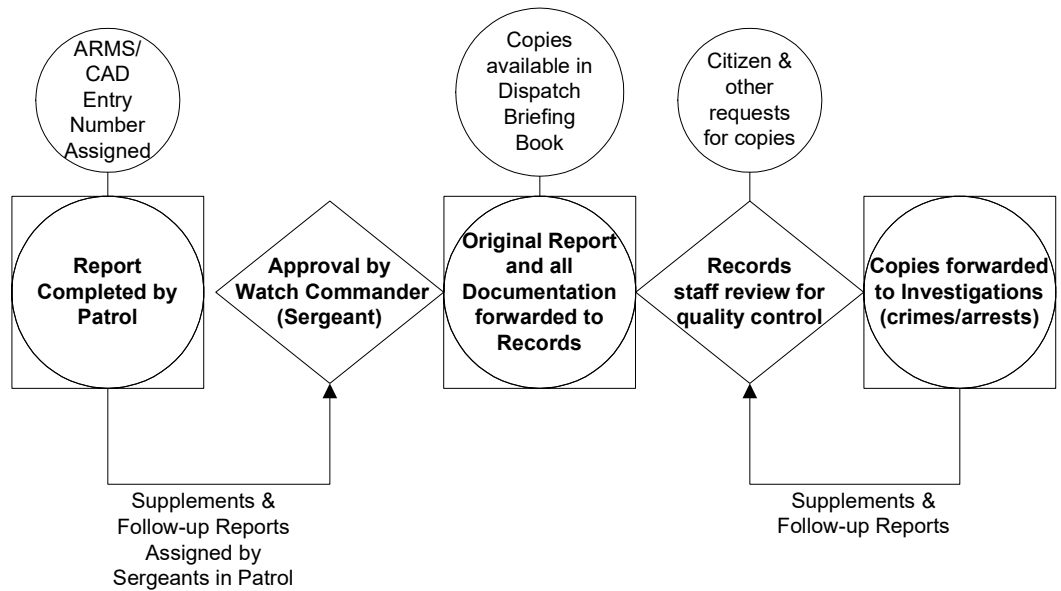 ARMS/
CAD
Entry
Number
Assigned
Copies
available in
Dispatch
Briefing
Book
Citizen &
other
requests
for copies
Report
Completed by
Patrol
Approval by
Watch Commander
(Sergeant)
Original Report
and all
Documentation
forwarded to
Records
Records
staff review for
quality control
Copies forwarded
to Investigations
(crimes/arrests)
Supplements &
Follow-up Reports
Assigned by
Sergeants in Patrol
Supplements &
Follow-up Reports